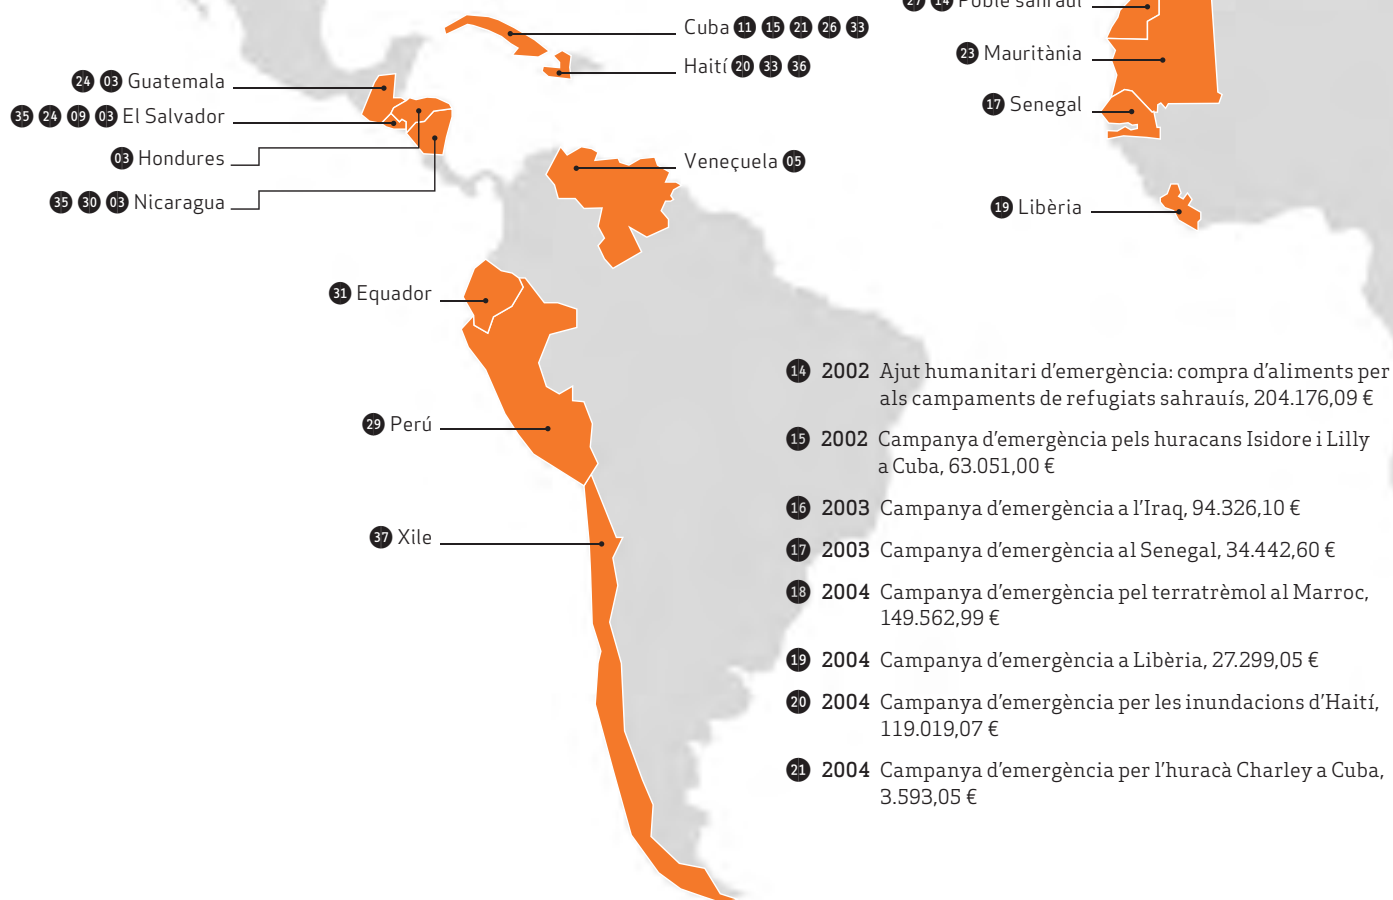 27 14 Poble sahrauí
Cuba 11 15 21 26 33
23 Mauritània
Haití 20 33 36
24 03 Guatemala
17 Senegal
35 24 09 03 El Salvador
03 Hondures
Veneçuela 05
35 30 03 Nicaragua
19 Libèria
31 Equador
29 Perú
37 Xile
14 2002 Ajut humanitari d’emergència: compra d’aliments per
als campaments de refugiats sahrauís, 204.176,09 €
15 2002 Campanya d’emergència pels huracans Isidore i Lilly
a Cuba, 63.051,00 €
16 2003 Campanya d’emergència a l’Iraq, 94.326,10 €
17 2003 Campanya d’emergència al Senegal, 34.442,60 €
18 2004 Campanya d’emergència pel terratrèmol al Marroc,
149.562,99 €
19 2004 Campanya d’emergència a Libèria, 27.299,05 €
20 2004 Campanya d’emergència per les inundacions d’Haití,
119.019,07 €
21 2004 Campanya d’emergència per l’huracà Charley a Cuba,
3.593,05 €